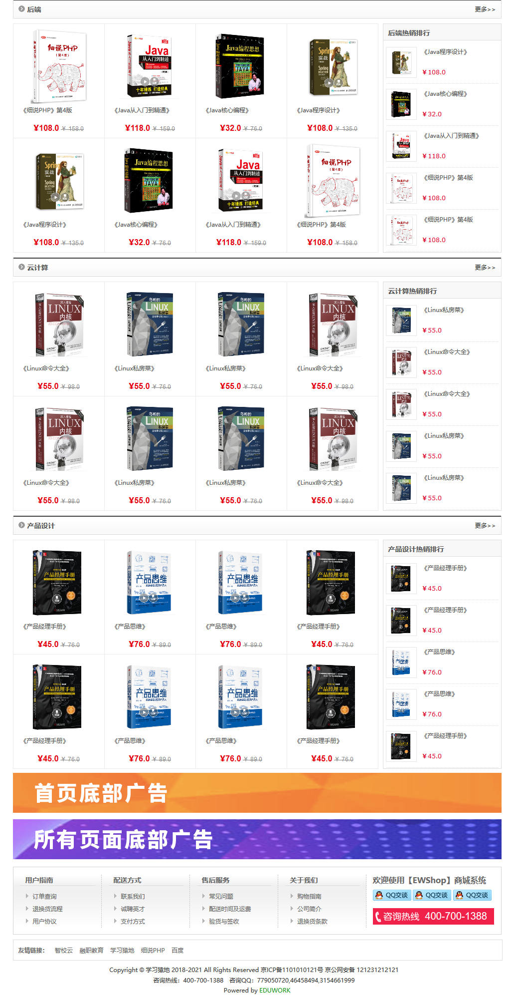 后端 更多>>
《细说PHP》第4版 《Java从入门到精通》 《Java核心编程》 《Java程序设计》
¥108.0 ¥ 158.0 ¥118.0 ¥ 159.0 ¥32.0 ¥ 76.0 ¥108.0 ¥ 135.0
《Java程序设计》 《Java核心编程》 《Java从入门到精通》 《细说PHP》第4版
¥108.0 ¥ 135.0 ¥32.0 ¥ 76.0 ¥118.0 ¥ 159.0 ¥108.0 ¥ 158.0
后端热销排行
《Java程序设计》
¥108.0
《Java核心编程》
¥32.0
《Java从入门到精通》
¥118.0
《细说PHP》第4版
¥108.0
《细说PHP》第4版
¥108.0
云计算 更多>>
《Linux命令大全》 《Linux私房菜》 《Linux私房菜》 《Linux命令大全》
¥55.0 ¥ 98.0 ¥55.0 ¥ 76.0 ¥55.0 ¥ 76.0 ¥55.0 ¥ 98.0
《Linux命令大全》 《Linux私房菜》 《Linux私房菜》 《Linux命令大全》
¥55.0 ¥ 98.0 ¥55.0 ¥ 76.0 ¥55.0 ¥ 76.0 ¥55.0 ¥ 98.0
云计算热销排行
《Linux私房菜》
¥55.0
《Linux命令大全》
¥55.0
《Linux命令大全》
¥55.0
《Linux私房菜》
¥55.0
《Linux私房菜》
¥55.0
产品设计 更多>>
《产品经理手册》 《产品思维》 《产品思维》 《产品经理手册》
¥45.0 ¥ 76.0 ¥76.0 ¥ 89.0 ¥76.0 ¥ 89.0 ¥45.0 ¥ 76.0
《产品经理手册》 《产品思维》 《产品思维》 《产品经理手册》
¥45.0 ¥ 76.0 ¥76.0 ¥ 89.0 ¥76.0 ¥ 89.0 ¥45.0 ¥ 76.0
产品设计热销排行
《产品经理手册》
¥45.0
《产品经理手册》
¥45.0
《产品思维》
¥76.0
《产品思维》
¥76.0
《产品经理手册》
¥45.0
首页底部广告
所有页面底部广告
用户指南
订单查询
退换货流程
用户协议
配送方式
联系我们
诚聘英才
支付方式
售后服务
常见问题
配送时间及运费
验货与签收
关于我们
购物指南
公司简介
退换货条款
欢迎使用【EWShop】商城系统
QQ交谈 QQ交谈 QQ交谈
咨询热线 400-700-1388
友情链接： 智校云 融职教育 学习猿地 细说PHP 百度
Copyright © 学习猿地 2018-2021 All Rights Reserved 京ICP备1101010121号 京公网安备 121231212121
咨询热线：400-700-1388 咨询QQ：779050720,46458494,3154661999
Powered by EDUWORK